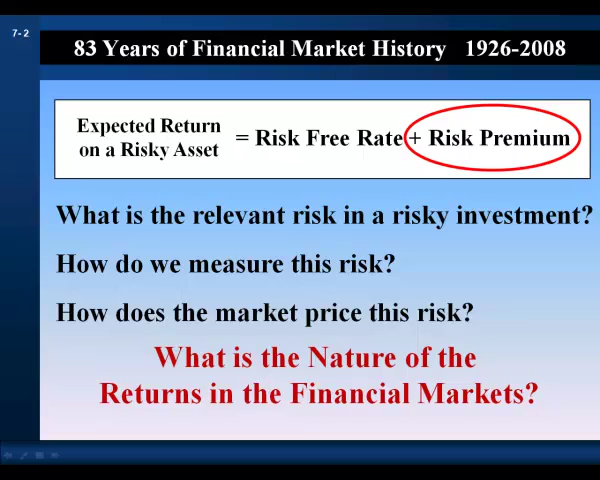 7- 2
83 Years of Financial Market History 1926-2008
Expected Return
on a Risky Asset
= Risk Free Rate + Risk Premium
What is the relevant risk in a risky investment?
How do we measure this risk?
How does the market price this risk?
What is the Nature of the
Returns in the Financial Markets?